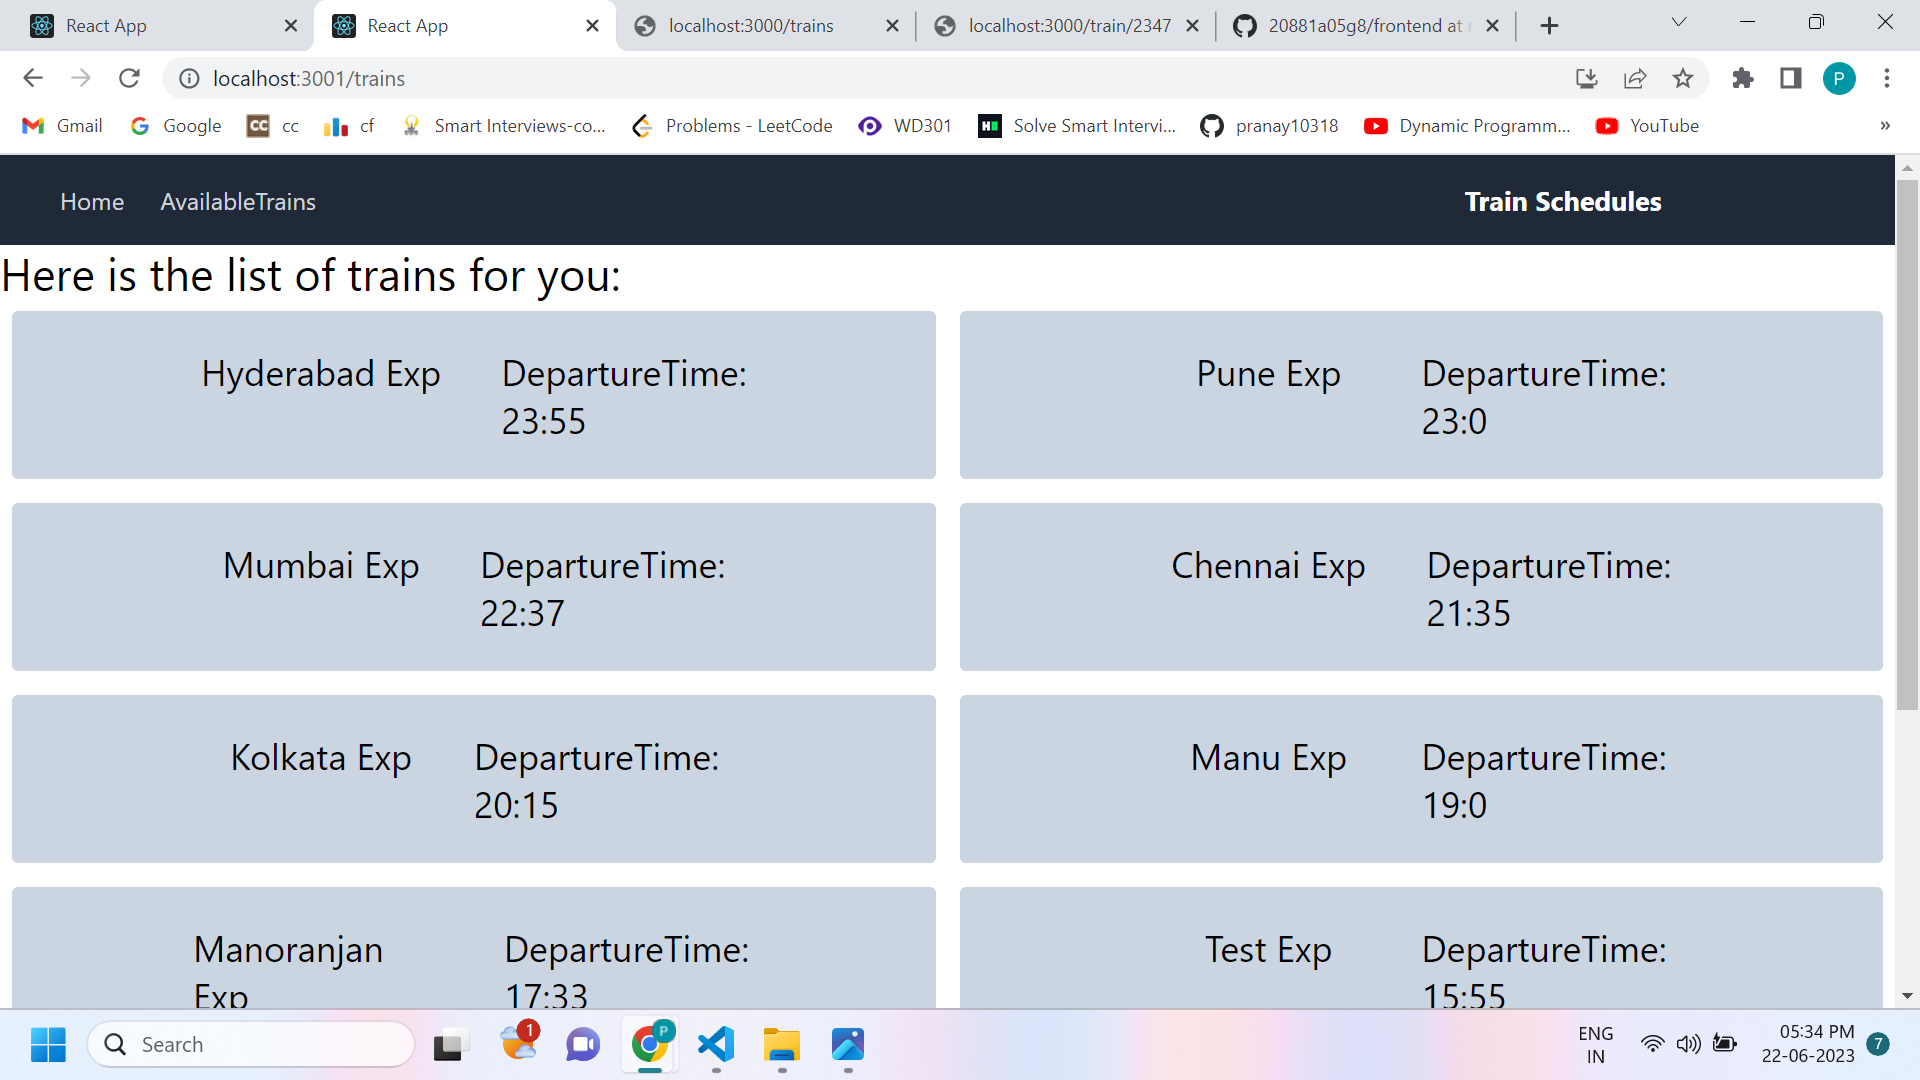 React App
React App
localhost:3000/trains
localhost:3000/train/2347
20881a05g8/frontend at
localhost:3001/trains
P
Gmail
Google
CC
cc
cf
Smart Interviews-co...
Problems - LeetCode
WD301
H
Solve Smart Intervi...
pranay10318
Dynamic Programm...
YouTube
»
Home
AvailableTrains
Train Schedules
Here is the list of trains for you:
Hyderabad Exp
DepartureTime:
23:55
Pune Exp
DepartureTime:
23:0
Mumbai Exp
DepartureTime:
22:37
Chennai Exp
DepartureTime:
21:35
Kolkata Exp
DepartureTime:
20:15
Manu Exp
DepartureTime:
19:0
Manoranjan
Exp
DepartureTime:
17:33
Test Exp
DepartureTime:
15:55
Search
1
P
ENG
IN
05:34 PM
22-06-2023
7